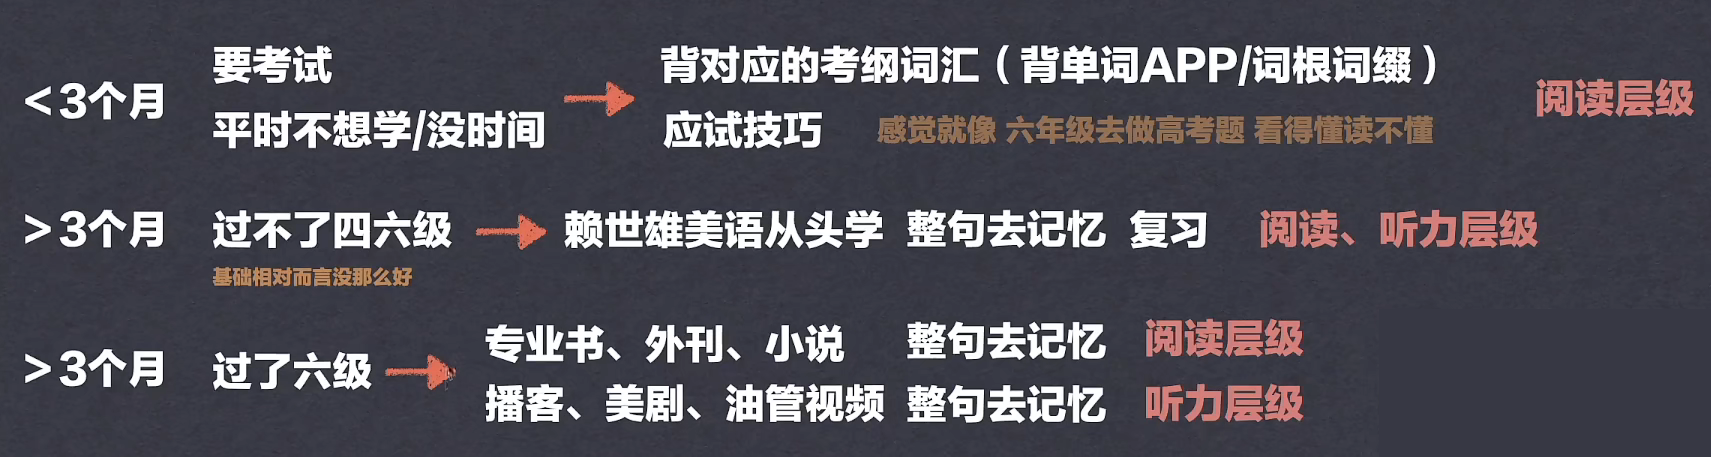 要考试 背对应的考纲词汇（背单词APP/词根词缀）
<3个月 阅读层级
平时不想学/没时间 应试技巧 感觉就像 六年级去做高考题 看得懂读不懂
>3个月 过不了四六级 赖世雄美语从头学 整句去记忆 复习 阅读、听力层级
基础相对而言没那么好
专业书、外刊、小说 整句去记忆 阅读层级
>3个月 过了六级
播客、美剧、油管视频 整句去记忆 听力层级